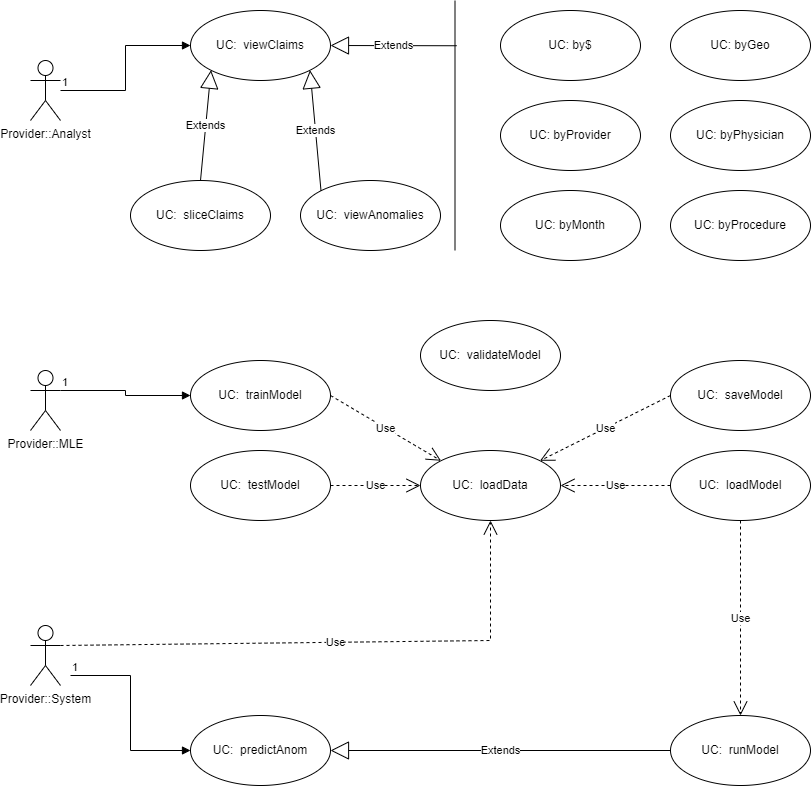 UC: viewClaims
Extends
UC: by$
UC: byGeo
1
Provider::Analyst
Extends
Extends
UC: byProvider
UC: byPhysician
UC: sliceClaims
UC: viewAnomalies
UC: byMonth
UC: byProcedure
UC: validateModel
1
Provider::MLE
UC: trainModel
UC: saveModel
Use
Use
UC: testModel
Use
UC: loadData
Use
UC: loadModel
Use
Use
Provider::System
1
UC: predictAnom
Extends
UC: runModel